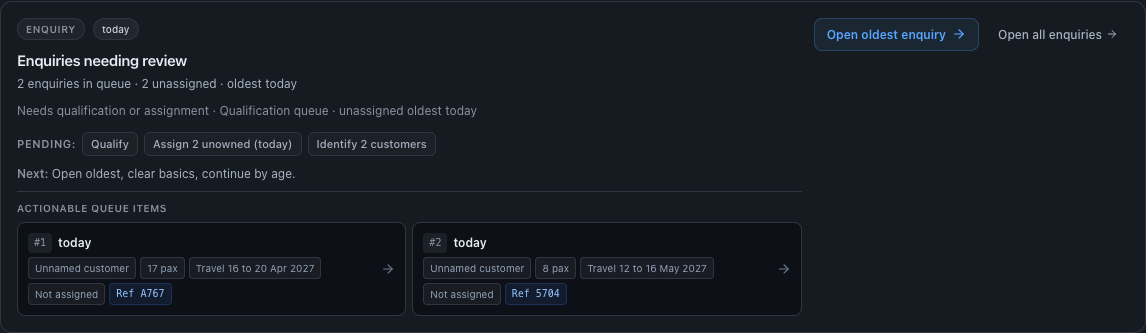 ENQUIRY today
Open oldest enquiry → Open all enquiries →
Enquiries needing review
2 enquiries in queue · 2 unassigned · oldest today
Needs qualification or assignment · Qualification queue · unassigned oldest today
PENDING: Qualify Assign 2 unowned (today) Identify 2 customers
Next: Open oldest, clear basics, continue by age.
ACTIONABLE QUEUE ITEMS
#1 today
Unnamed customer 17 pax Travel 16 to 20 Apr 2027 →
Not assigned Ref A767
#2 today
Unnamed customer 8 pax Travel 12 to 16 May 2027 →
Not assigned Ref 5704